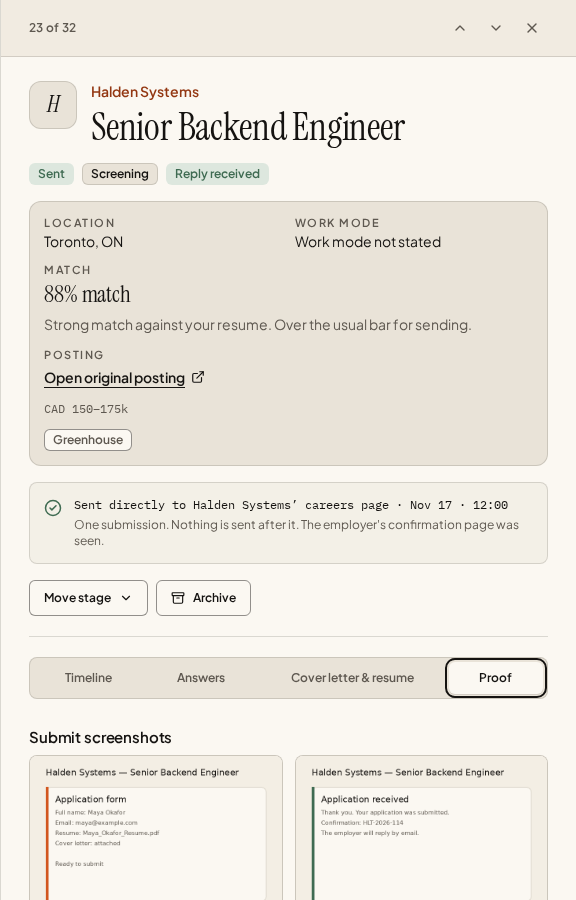 23 of 32
H
Halden Systems
Senior Backend Engineer
Sent
Screening
Reply received
LOCATION
Toronto, ON
WORK MODE
Work mode not stated
MATCH
88% match
Strong match against your resume. Over the usual bar for sending.
POSTING
Open original posting
CAD 150–175k
Greenhouse
Sent directly to Halden Systems’ careers page · Nov 17 · 12:00
One submission. Nothing is sent after it. The employer's confirmation page was
seen.
Move stage
Archive
Timeline
Answers
Cover letter & resume
Proof
Submit screenshots
Halden Systems — Senior Backend Engineer
Application form
Full name: Maya Okafor
Email: maya@example.com
Resume: Maya_Okafor_Resume.pdf
Cover letter: attached
Ready to submit
Halden Systems — Senior Backend Engineer
Application received
Thank you. Your application was submitted.
Confirmation: HLT-2026-114
The employer will reply by email.